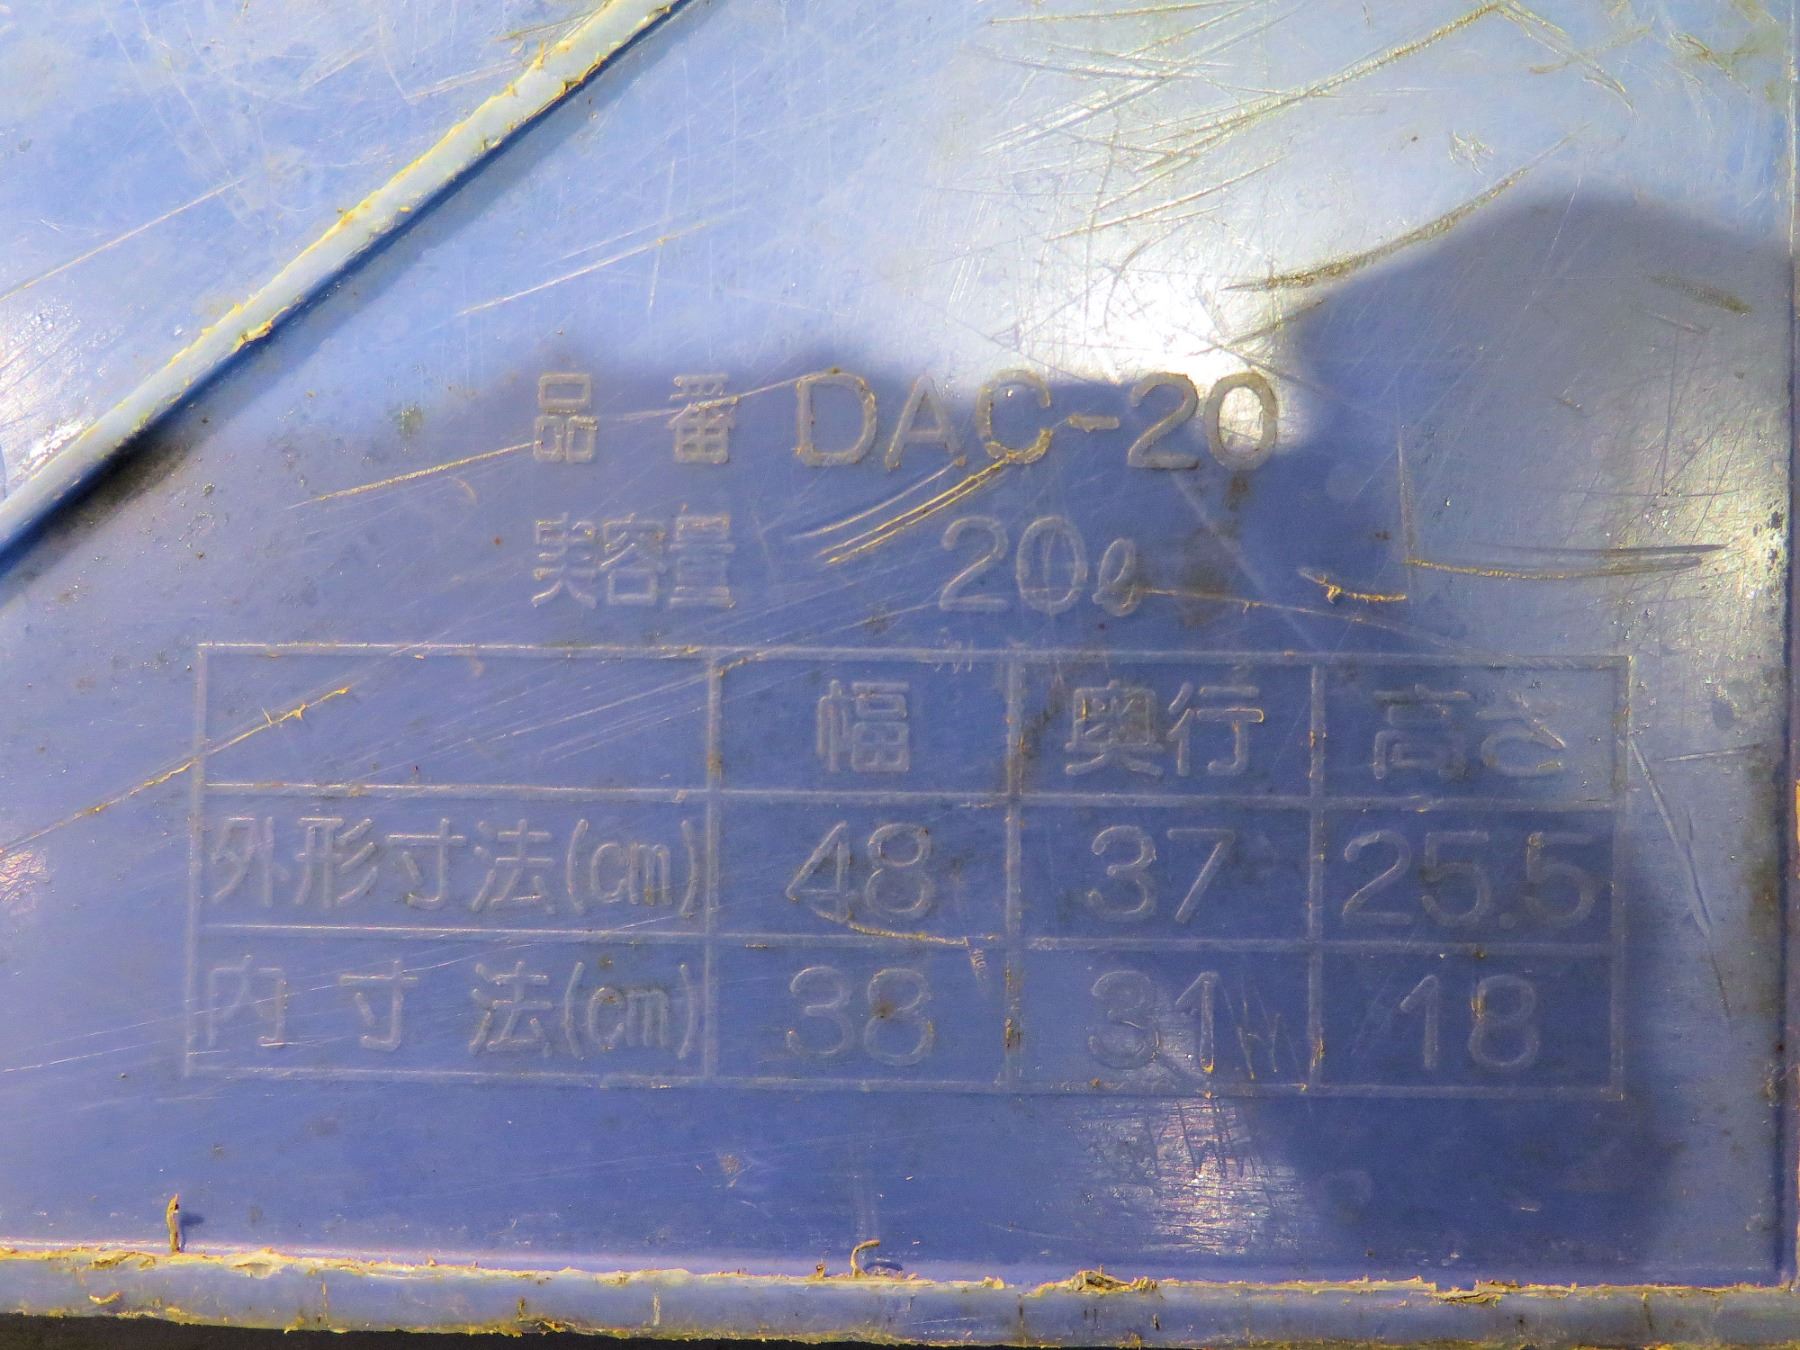 品番 DAC-20
実容量 20ℓ
幅 奥行 高さ
外形寸法(cm) 48 37 25.5
内寸法(cm) 38 31 18